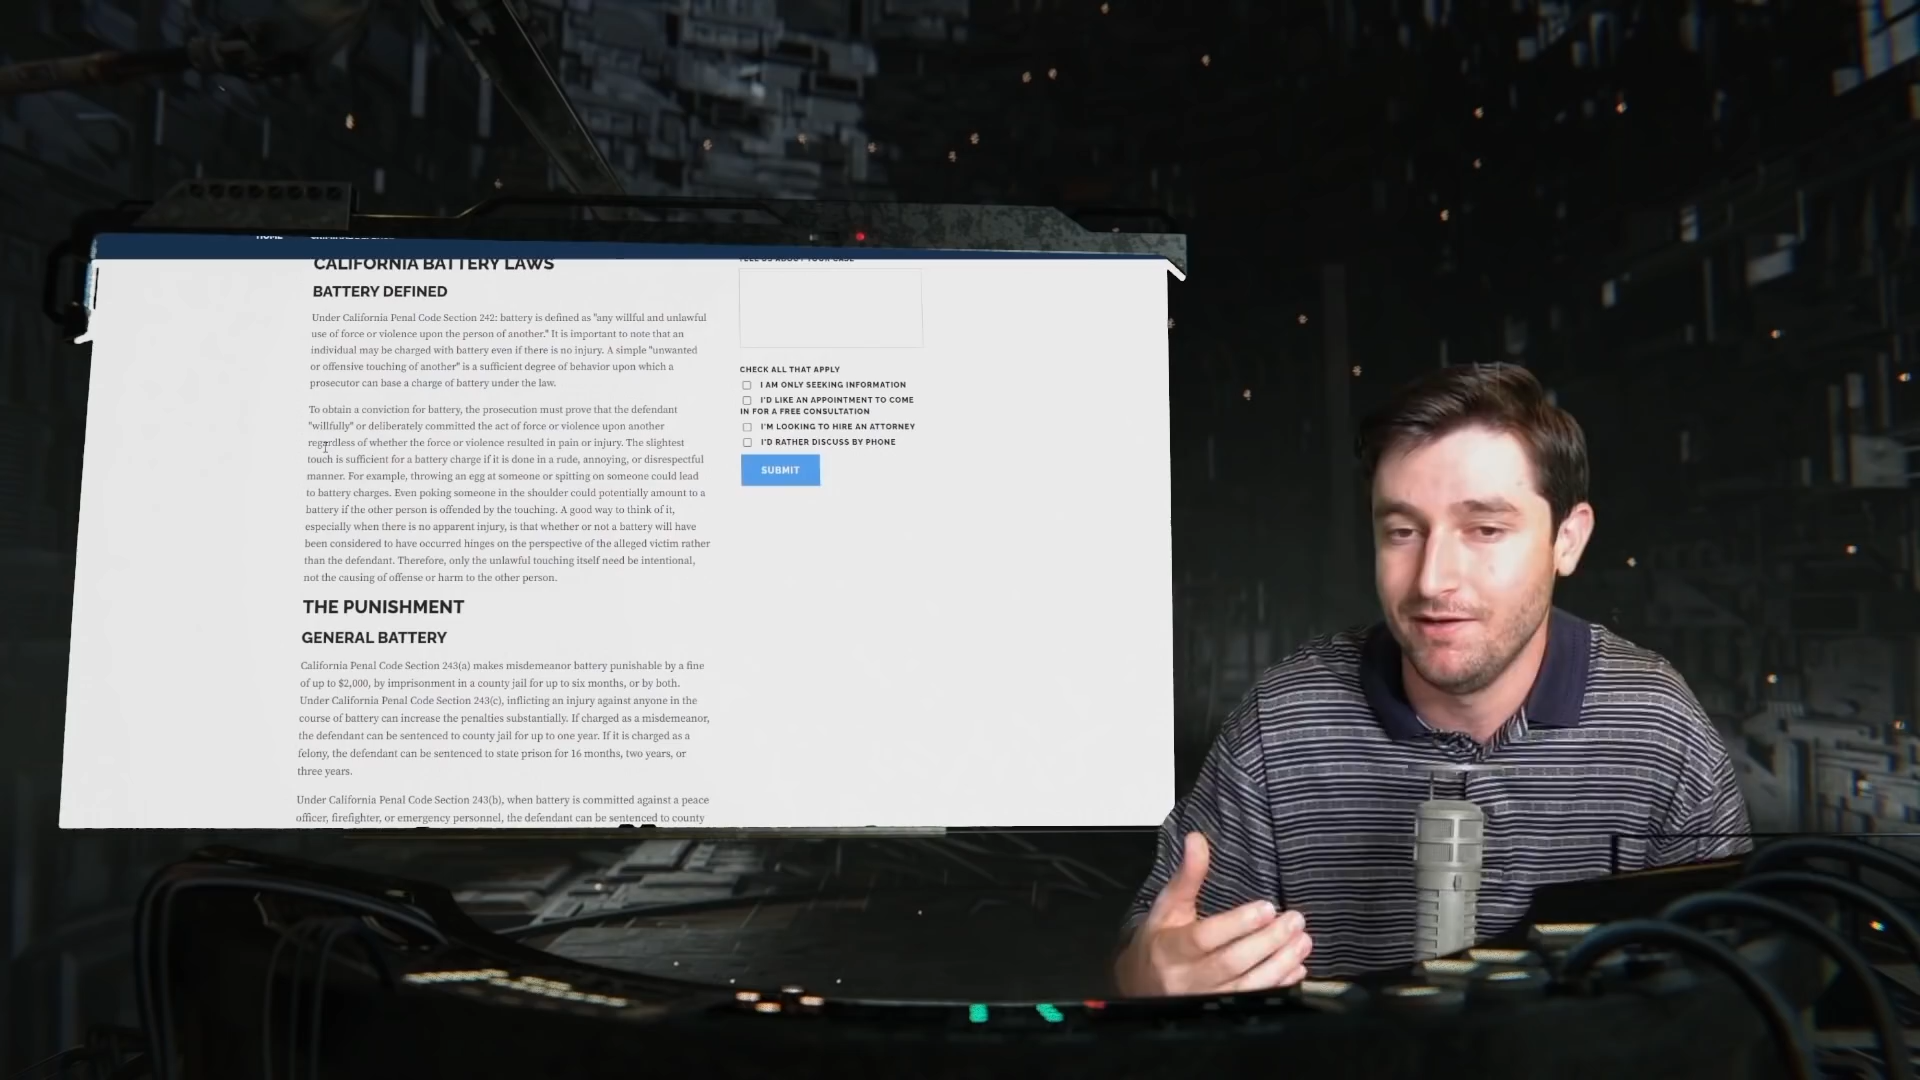 HOME
CALIFORNIA BATTERY LAWS
BATTERY DEFINED
Under California Penal Code Section 242: battery is defined as "any willful and unlawful
use of force or violence upon the person of another." It is important to note that an
individual may be charged with battery even if there is no injury. A simple "unwanted
or offensive touching of another" is a sufficient degree of behavior upon which a
prosecutor can base a charge of battery under the law.
To obtain a conviction for battery, the prosecution must prove that the defendant
"willfully" or deliberately committed the act of force or violence upon another
regardless of whether the force or violence resulted in pain or injury. The slightest
touch is sufficient for a battery charge if it is done in a rude, annoying, or disrespectful
manner. For example, throwing an egg at someone or spitting on someone could lead
to battery charges. Even poking someone in the shoulder could potentially amount to a
battery if the other person is offended by the touching. A good way to think of it,
especially when there is no apparent injury, is that whether or not a battery will have
been considered to have occurred hinges on the perspective of the alleged victim rather
than the defendant. Therefore, only the unlawful touching itself need be intentional,
not the causing of offense or harm to the other person.
THE PUNISHMENT
GENERAL BATTERY
California Penal Code Section 243(a) makes misdemeanor battery punishable by a fine
of up to $2,000, by imprisonment in a county jail for up to six months, or by both.
Under California Penal Code Section 243(c), inflicting an injury against anyone in the
course of battery can increase the penalties substantially. If charged as a misdemeanor,
the defendant can be sentenced to county jail for up to one year. If it is charged as a
felony, the defendant can be sentenced to state prison for 16 months, two years, or
three years.
Under California Penal Code Section 243(b), when battery is committed against a peace
officer, firefighter, or emergency personnel, the defendant can be sentenced to county
TELL US ABOUT YOUR CASE
CHECK ALL THAT APPLY
I AM ONLY SEEKING INFORMATION
I'D LIKE AN APPOINTMENT TO COME
IN FOR A FREE CONSULTATION
I'M LOOKING TO HIRE AN ATTORNEY
I'D RATHER DISCUSS BY PHONE
SUBMIT